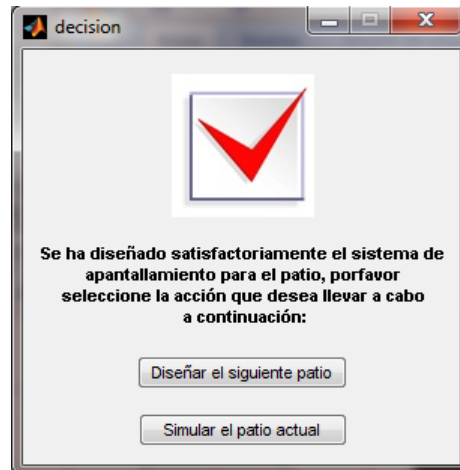 decision
Se ha diseñado satisfactoriamente el sistema de
apantallamiento para el patio, porfavor
seleccione la acción que desea llevar a cabo
a continuación:
Diseñar el siguiente patio
Simular el patio actual